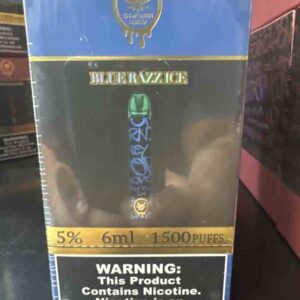 BLUE RAZZ ICE
5% 6ml 1500 PUFFS
WARNING:
This Product
Contains Nicotine.